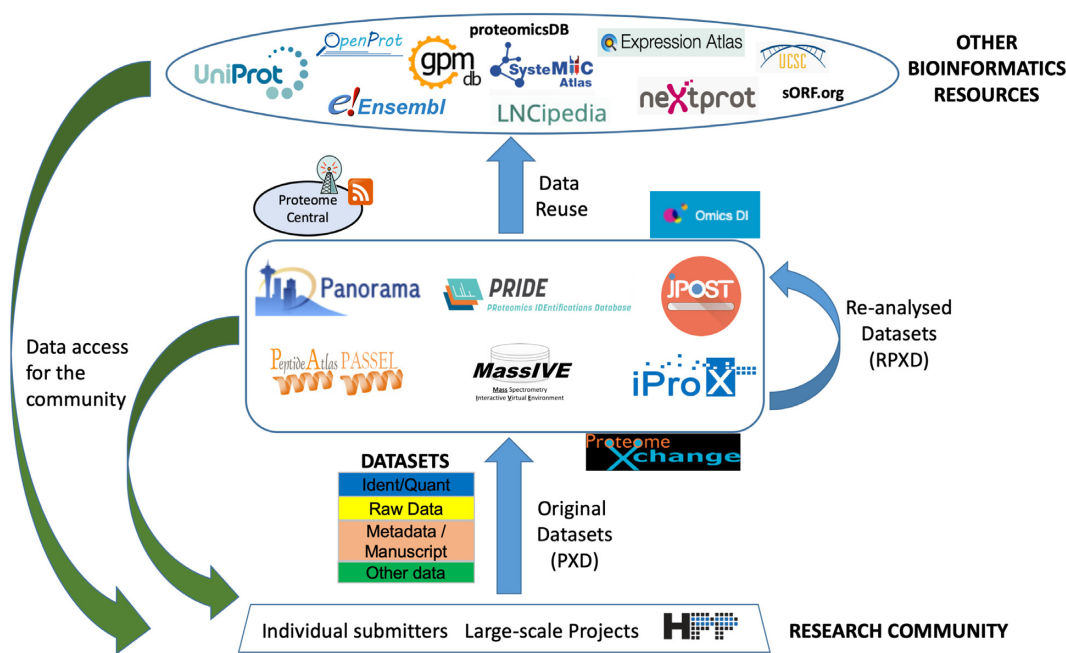 proteomicsDB
OpenProt
UniProt
gpm
db
SysteMHC
Atlas
Expression Atlas
UCSC
e!Ensembl
LNCipedia
neXtprot
sORF.org
OTHER
BIOINFORMATICS
RESOURCES
Proteome
Central
Data
Reuse
Omics DI
Panorama
PRIDE
PRoteomics IDEntifications Database
jPOST
PeptideAtlas PASSEL
MassIVE
Mass Spectrometry
Interactive Virtual Environment
iProX
Re-analysed
Datasets
(RPXD)
Data access
for the
community
Proteome
Xchange
DATASETS
Ident/Quant
Raw Data
Metadata /
Manuscript
Other data
Original
Datasets
(PXD)
Individual submitters
Large-scale Projects
HPP
RESEARCH COMMUNITY